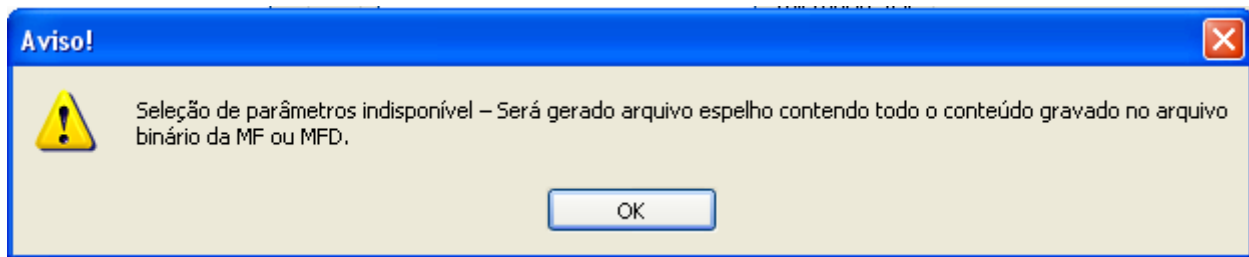 Aviso!
Seleção de parâmetros indisponível – Será gerado arquivo espelho contendo todo o conteúdo gravado no arquivo
binário da MF ou MFD.
OK